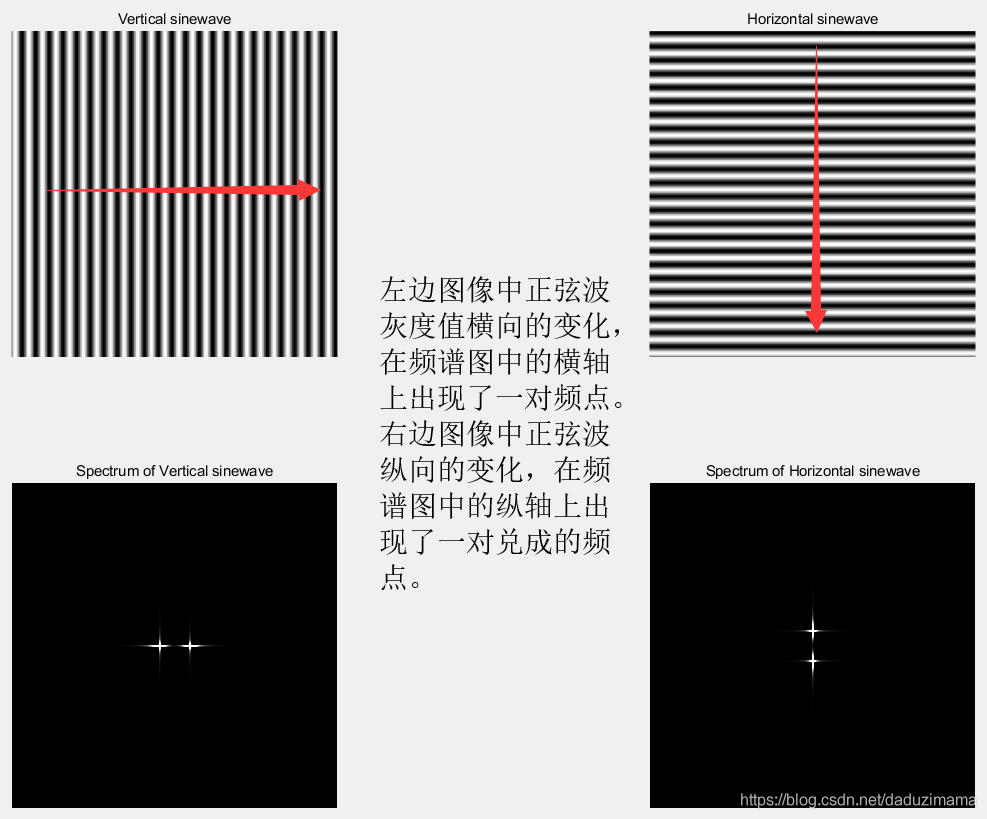 Vertical sinewave
Horizontal sinewave
左边图像中正弦波
灰度值横向的变化，
在频谱图中的横轴
上出现了一对频点。
右边图像中正弦波
纵向的变化，在频
谱图中的纵轴上出
现了一对兑成的频
点。
Spectrum of Vertical sinewave
Spectrum of Horizontal sinewave
https://blog.csdn.net/daduzimama